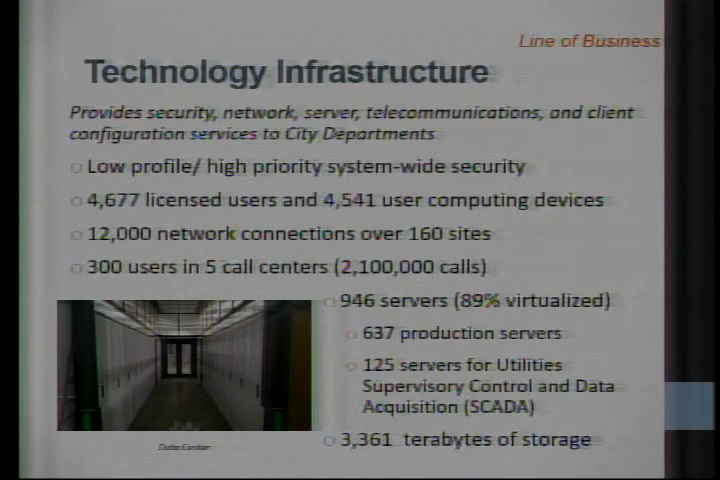 Line of Business
Technology Infrastructure
Provides security, network, server, telecommunications, and client
configuration services to City Departments
Low profile/ high priority system-wide security
4,677 licensed users and 4,541 user computing devices
12,000 network connections over 160 sites
300 users in 5 call centers (2,100,000 calls)
946 servers (89% virtualized)
637 production servers
125 servers for Utilities
Supervisory Control and Data
Acquisition (SCADA)
3,361 terabytes of storage
Data Center